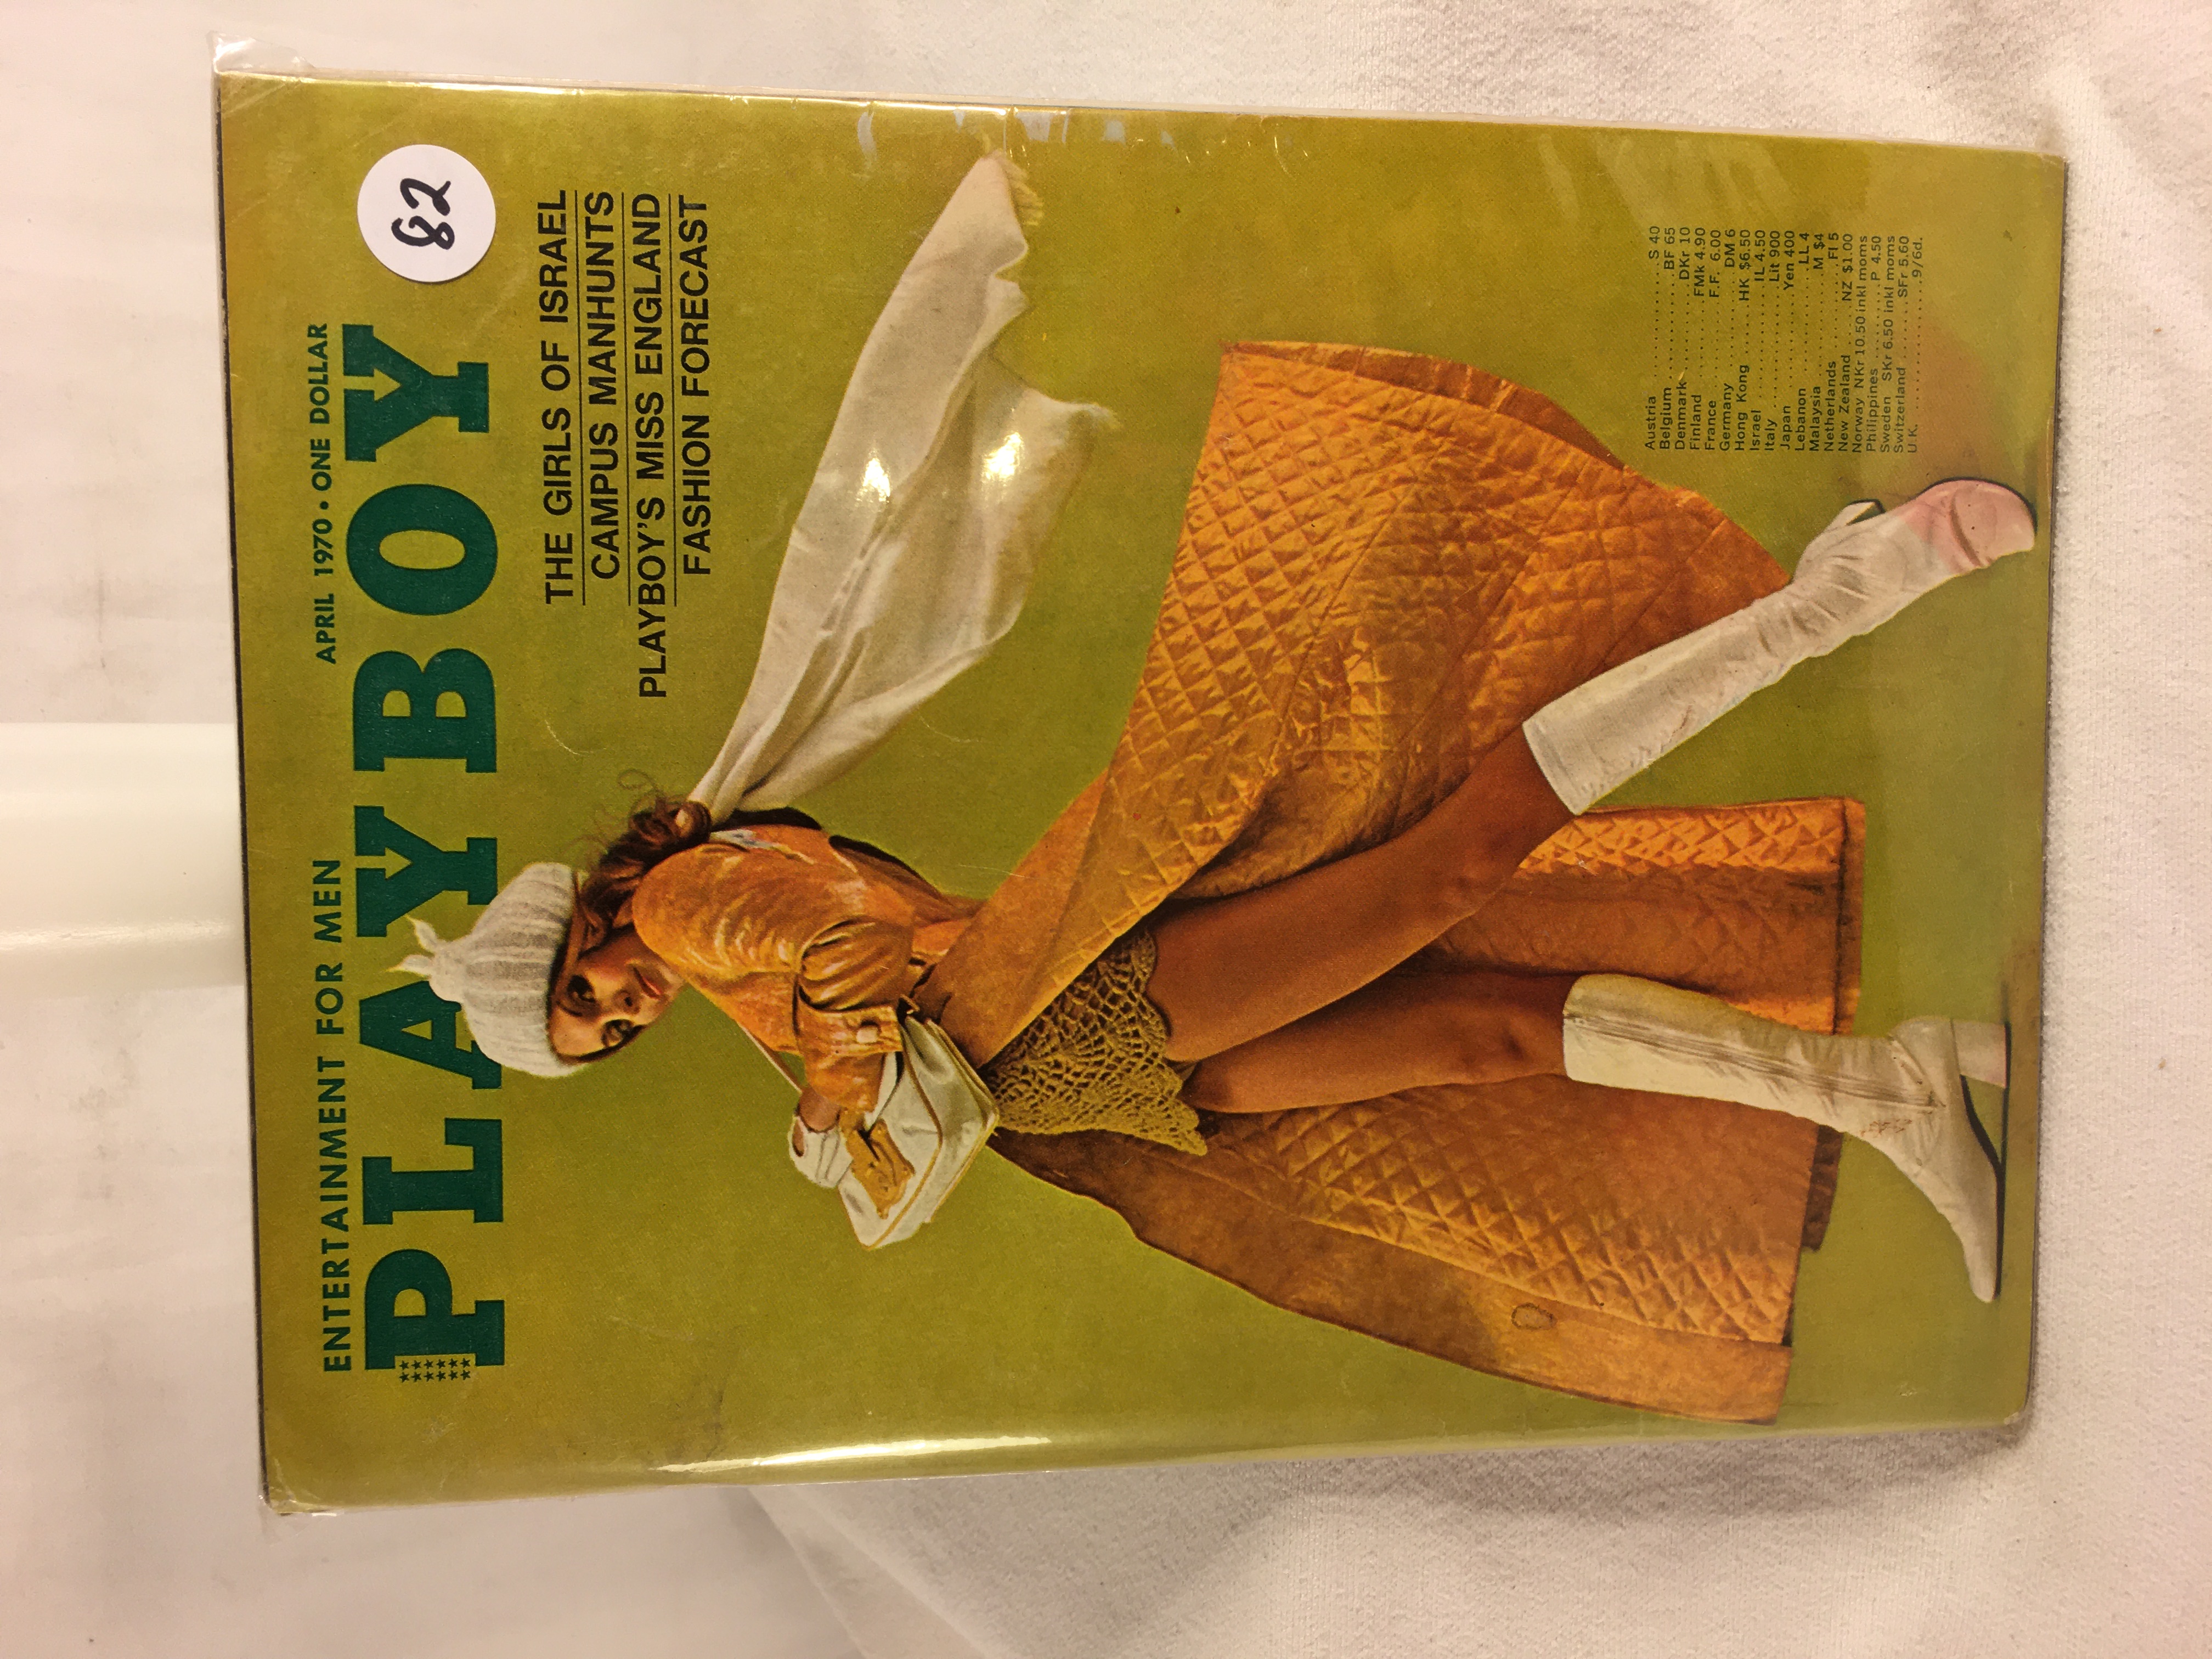 ENTERTAINMENT FOR MEN APRIL 1970 • ONE DOLLAR
PLAYBOY
82
THE GIRLS OF ISRAEL
CAMPUS MANHUNTS
PLAYBOY'S MISS ENGLAND
FASHION FORECAST
Austria..........S 40
Belgium..........BF 65
Denmark..........DKr 10
Finland..........FMk 4.90
France..........F.F. 6.00
Germany..........DM 6
Hong Kong..........HK $6.50
Israel..........IL 4.50
Italy..........Lit 900
Japan..........Yen 400
Lebanon..........LL 4
Malaysia..........M $4
Netherlands..........Fl 5
New Zealand..........NZ $1.00
Norway NKr 10.50 inkl moms
Philippines..........P 4.50
Sweden SKr 6.50 inkl moms
Switzerland..........SFr 5.60
U.K...........9/6d.